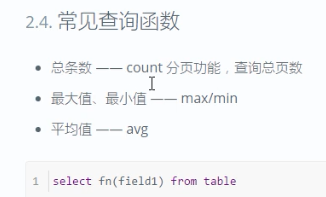 2.4. 常见查询函数
总条数 —— count 分页功能，查询总页数
最大值、最小值 —— max/min
平均值 —— avg
1 select fn(field1) from table